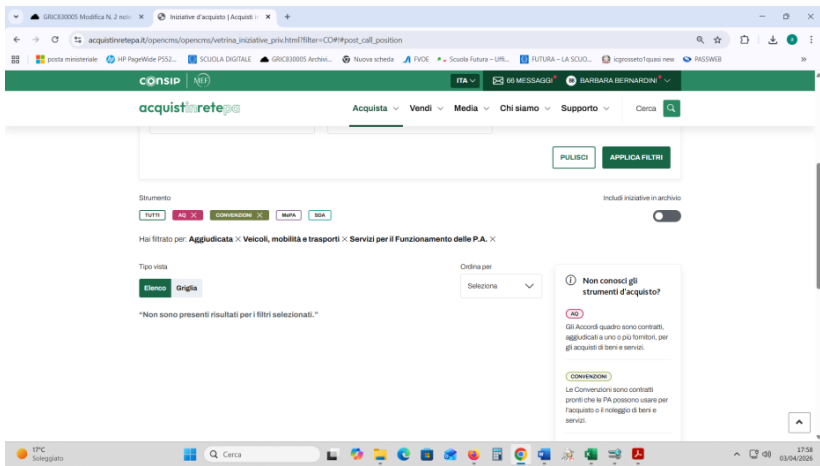 GRIC830005 Modifica N. 2 nole
Iniziative d'acquisto | Acquisti in
acquistinretepa.it/opencms/opencms/vetrina_iniziative_priv.html?filter=CO#!#post_call_position
posta ministeriale
HP PageWide P552...
SCUOLA DIGITALE
GRIC830005 Archivi...
Nuova scheda
FVOE
Scuola Futura – Uffi...
FUTURA – LA SCUO...
icgrosseto1quasi new
PASSWEB
consip MEF
ITA
66 MESSAGGI
BB BARBARA BERNARDINI
acquistinretepa
Acquista
Vendi
Media
Chi siamo
Supporto
Cerca
PULISCI
APPLICA FILTRI
Strumento
Includi iniziative in archivio
TUTTI
AQ
CONVENZIONI
MePA
SDA
Hai filtrato per: Aggiudicata × Veicoli, mobilità e trasporti × Servizi per il Funzionamento delle P.A. ×
Tipo vista
Ordina per
Elenco
Griglia
Seleziona
"Non sono presenti risultati per i filtri selezionati."
Non conosci gli
strumenti d'acquisto?
AQ
Gli Accordi quadro sono contratti,
aggiudicati a uno o più fornitori, per
gli acquisti di beni e servizi.
CONVENZIONI
Le Convenzioni sono contratti
pronti che le PA possono usare per
l'acquisto o il noleggio di beni e
servizi.
17°C
Soleggiato
Cerca
17:58
03/04/2026